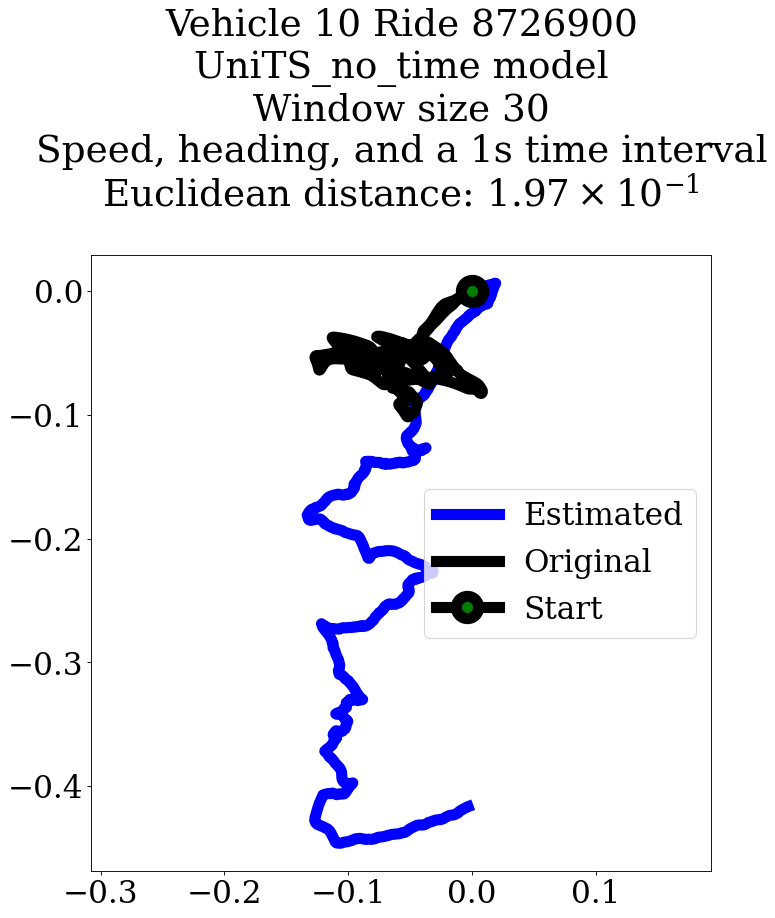 Vehicle 10 Ride 8726900
UniTS_no_time model
Window size 30
Speed, heading, and a 1s time interval
Euclidean distance: 1.97 × 10⁻¹
0.0
−0.1
−0.2
−0.3
−0.4
Estimated
Original
Start
−0.3 −0.2 −0.1 0.0 0.1